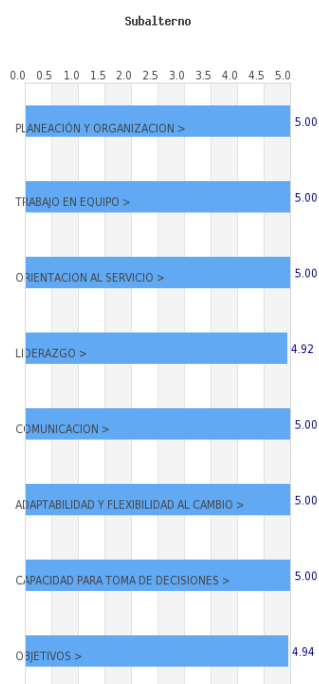 Subalterno
0.0 0.5 1.0 1.5 2.0 2.5 3.0 3.5 4.0 4.5 5.0
PLANEACIÓN Y ORGANIZACION > 5.00
TRABAJO EN EQUIPO > 5.00
ORIENTACION AL SERVICIO > 5.00
LIDERAZGO > 4.92
COMUNICACION > 5.00
ADAPTABILIDAD Y FLEXIBILIDAD AL CAMBIO > 5.00
CAPACIDAD PARA TOMA DE DECISIONES > 5.00
OBJETIVOS > 4.94